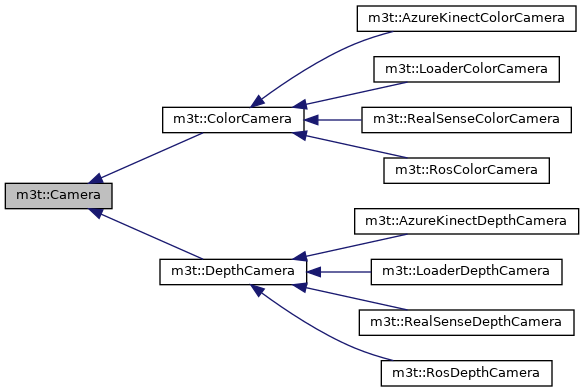 m3t::AzureKinectColorCamera
m3t::LoaderColorCamera
m3t::ColorCamera
m3t::RealSenseColorCamera
m3t::RosColorCamera
m3t::Camera
m3t::AzureKinectDepthCamera
m3t::DepthCamera
m3t::LoaderDepthCamera
m3t::RealSenseDepthCamera
m3t::RosDepthCamera